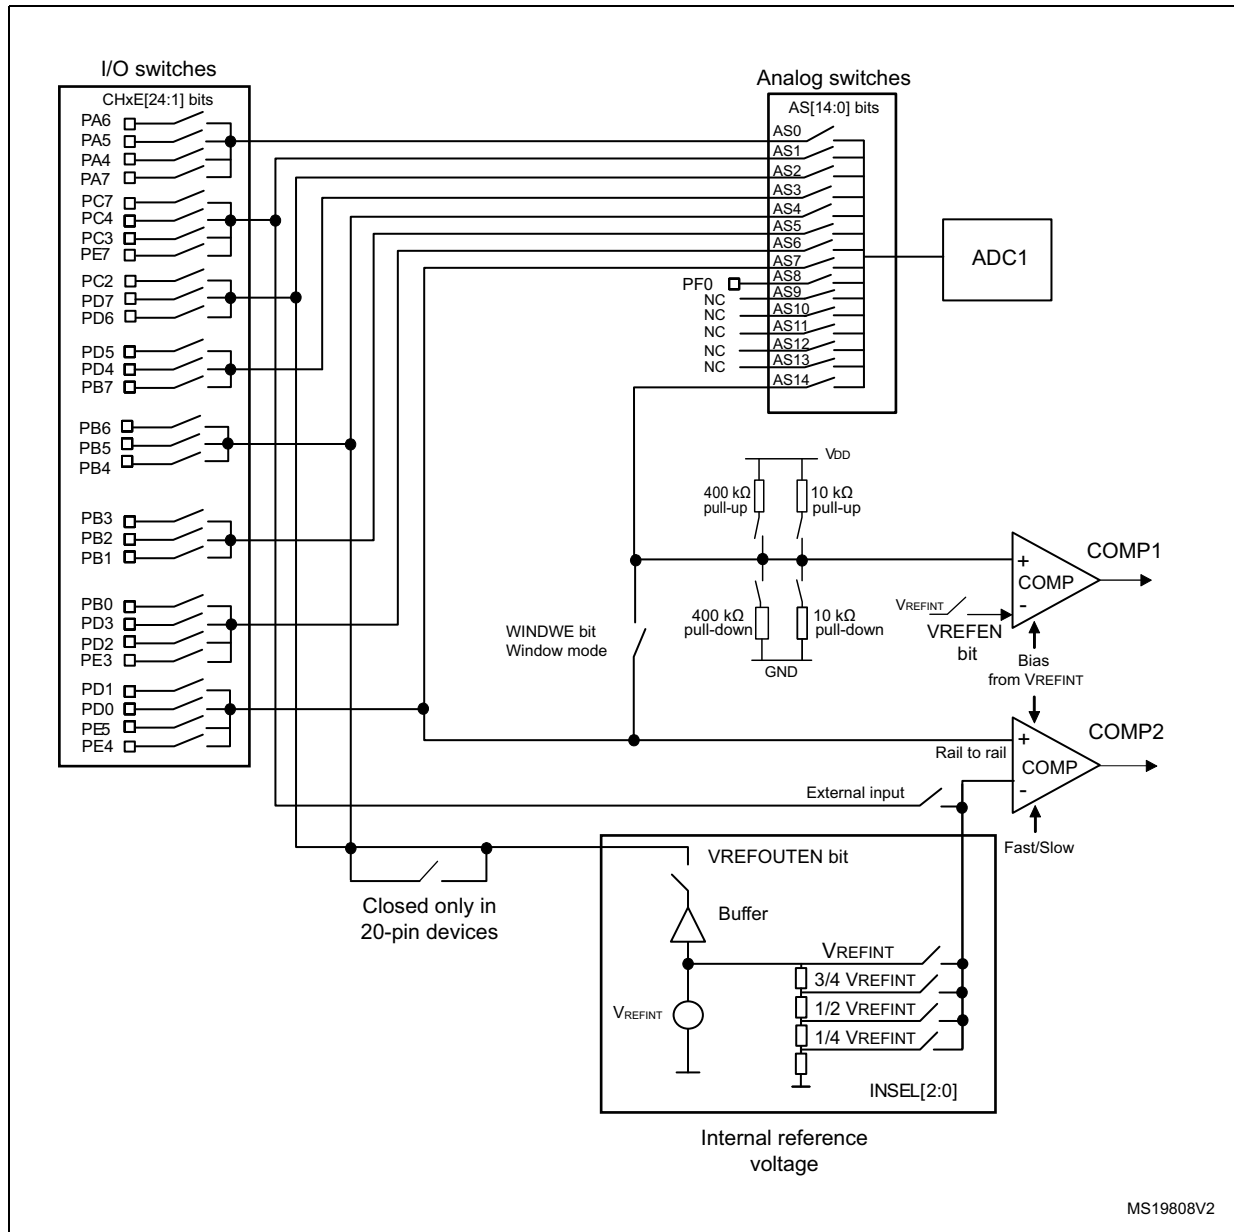 I/O switches
CHxE[24:1] bits
PA6
PA5
PA4
PA7
PC7
PC4
PC3
PE7
PC2
PD7
PD6
PD5
PD4
PB7
PB6
PB5
PB4
PB3
PB2
PB1
PB0
PD3
PD2
PE3
PD1
PD0
PE5
PE4
Analog switches
AS[14:0] bits
AS0
AS1
AS2
AS3
AS4
AS5
AS6
AS7
PF0 AS8
NC AS9
NC AS10
NC AS11
NC AS12
NC AS13
AS14
ADC1
VDD
400 kΩ
pull-up
10 kΩ
pull-up
400 kΩ
pull-down
10 kΩ
pull-down
GND
WINDWE bit
Window mode
COMP1
+
COMP
-
VREFINT
VREFEN
bit
Bias
from VREFINT
COMP2
+
Rail to rail
COMP
-
External input
Fast/Slow
Closed only in
20-pin devices
VREFOUTEN bit
Buffer
VREFINT
3/4 VREFINT
VREFINT
1/2 VREFINT
1/4 VREFINT
INSEL[2:0]
Internal reference
voltage
MS19808V2